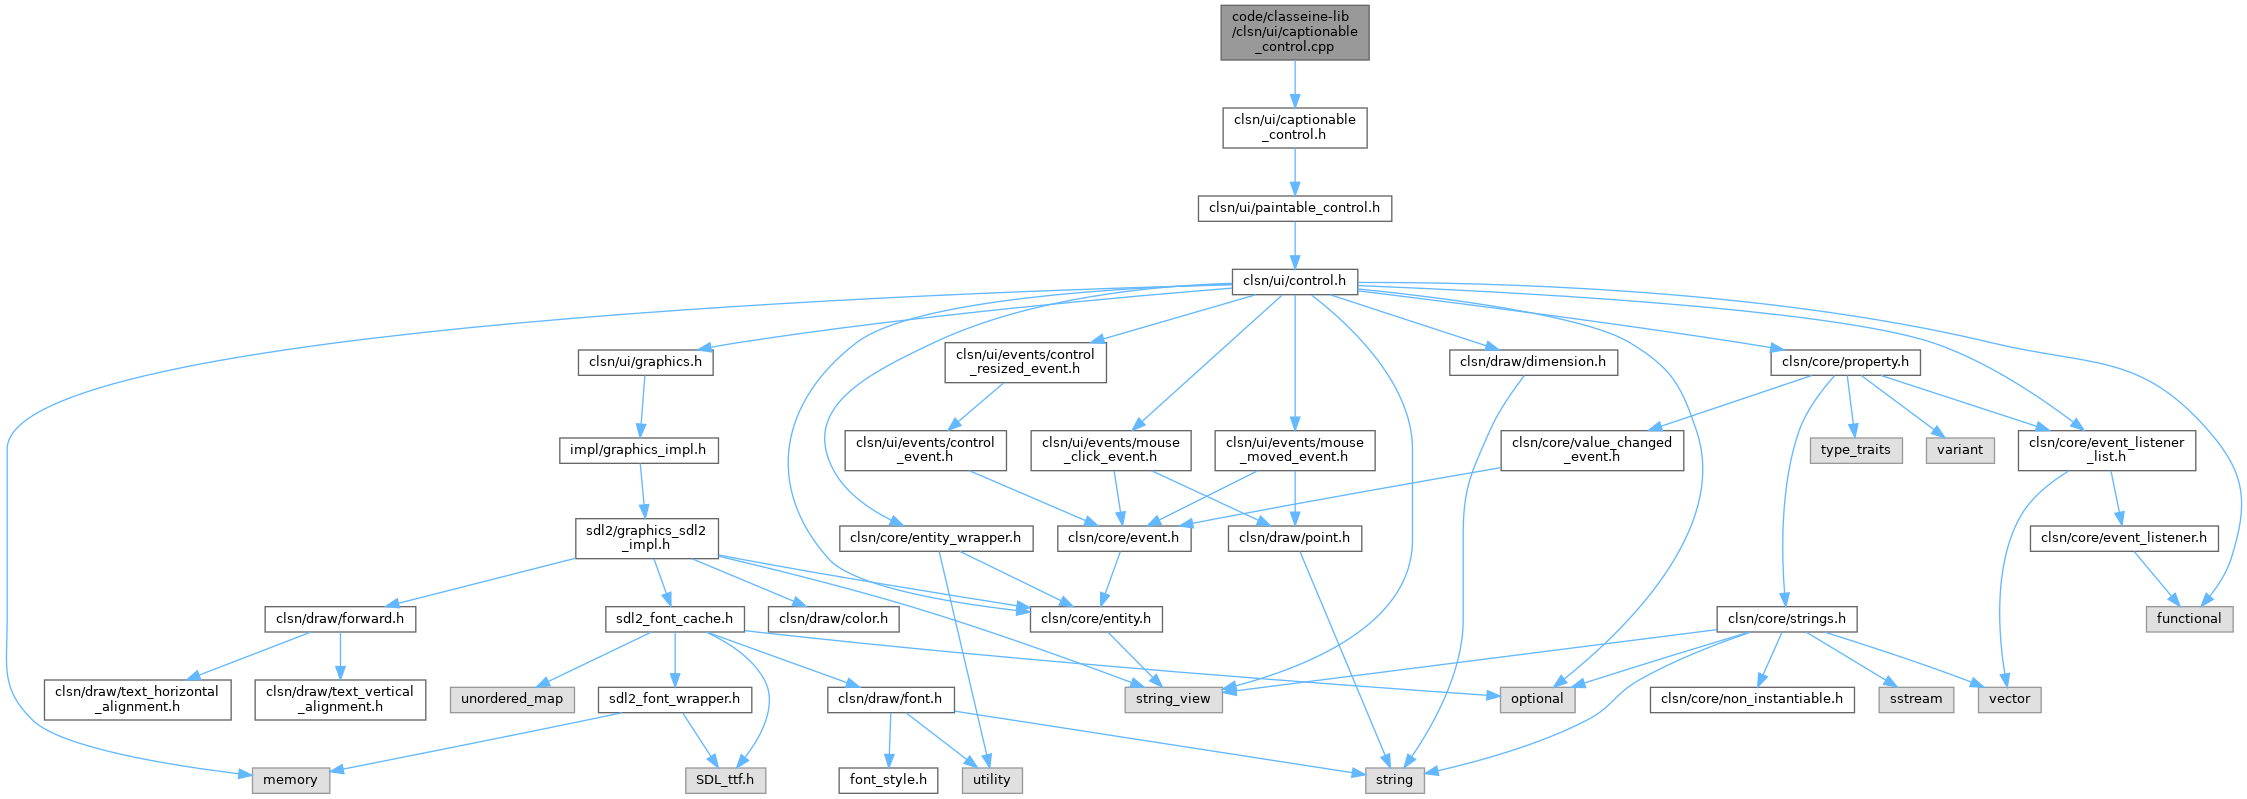 code/classeine-lib
/clsn/ui/captionable
_control.cpp
clsn/ui/captionable
_control.h
clsn/ui/paintable_control.h
clsn/ui/control.h
clsn/ui/graphics.h
clsn/ui/events/control
_resized_event.h
clsn/draw/dimension.h
clsn/core/property.h
impl/graphics_impl.h
clsn/ui/events/control
_event.h
clsn/ui/events/mouse
_click_event.h
clsn/ui/events/mouse
_moved_event.h
clsn/core/value_changed
_event.h
type_traits
variant
clsn/core/event_listener
_list.h
sdl2/graphics_sdl2
_impl.h
clsn/core/entity_wrapper.h
clsn/core/event.h
clsn/draw/point.h
clsn/core/event_listener.h
clsn/draw/forward.h
sdl2_font_cache.h
clsn/draw/color.h
clsn/core/entity.h
clsn/core/strings.h
functional
clsn/draw/text_horizontal
_alignment.h
clsn/draw/text_vertical
_alignment.h
unordered_map
sdl2_font_wrapper.h
clsn/draw/font.h
string_view
optional
clsn/core/non_instantiable.h
sstream
vector
memory
SDL_ttf.h
font_style.h
utility
string